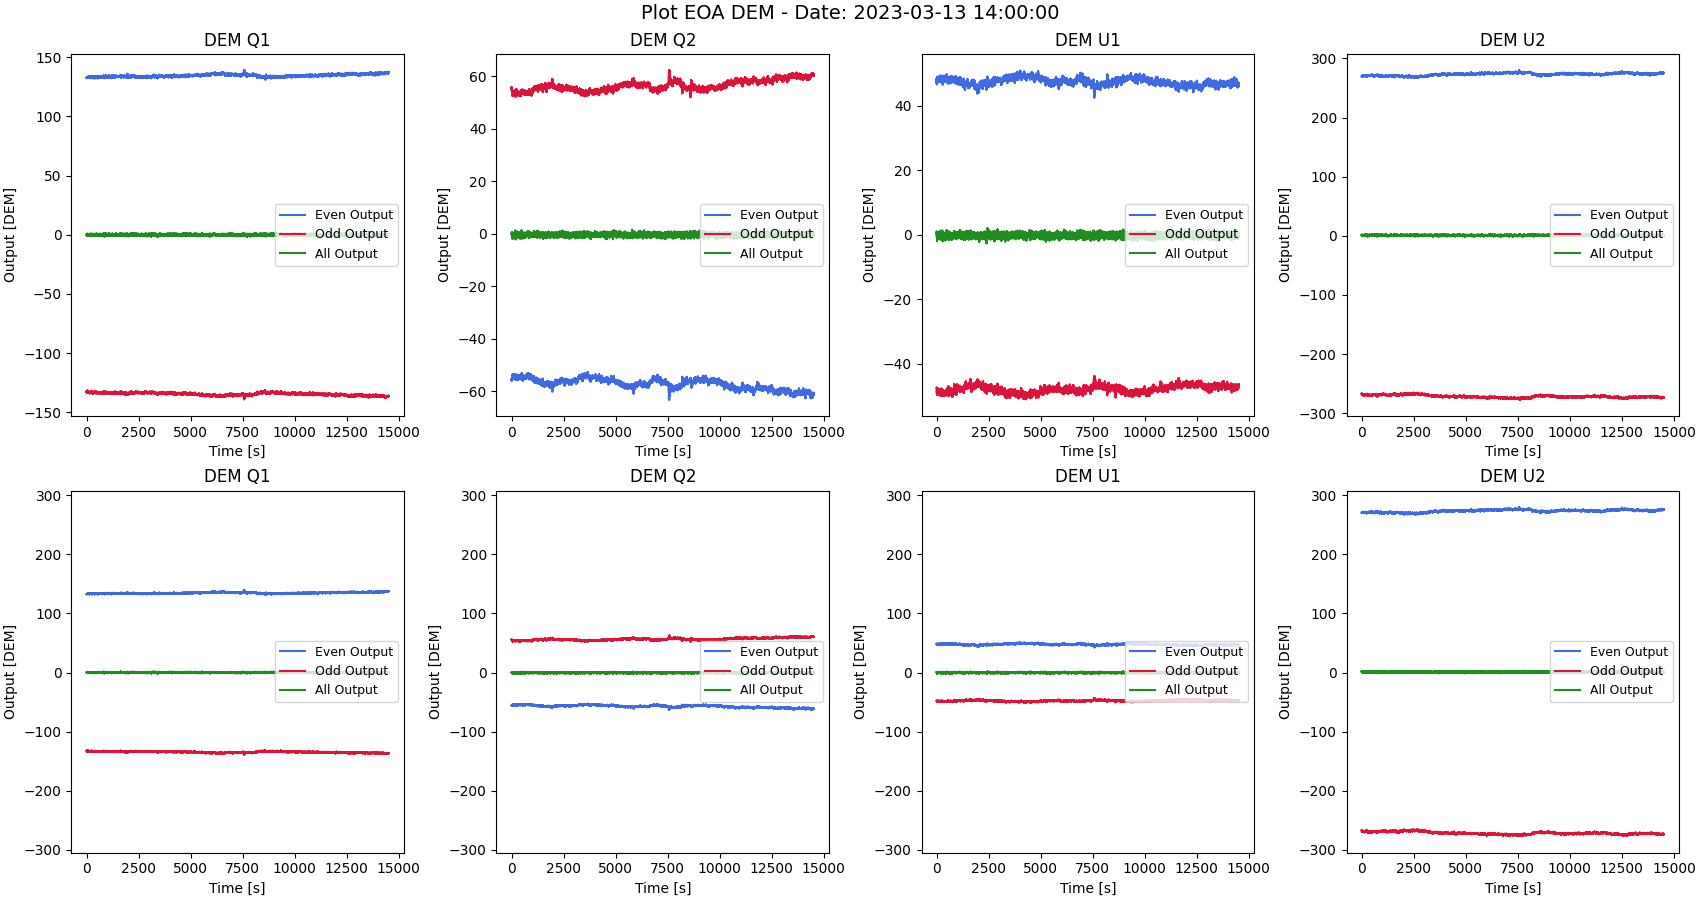 Plot EOA DEM - Date: 2023-03-13 14:00:00
DEM Q1
150
100
50
0
−50
−100
−150
Output [DEM]
0 2500 5000 7500 10000 12500 15000
Time [s]
Even Output
Odd Output
All Output
DEM Q2
60
40
20
0
−20
−40
−60
Output [DEM]
0 2500 5000 7500 10000 12500 15000
Time [s]
Even Output
Odd Output
All Output
DEM U1
40
20
0
−20
−40
Output [DEM]
0 2500 5000 7500 10000 12500 15000
Time [s]
Even Output
Odd Output
All Output
DEM U2
300
200
100
0
−100
−200
−300
Output [DEM]
0 2500 5000 7500 10000 12500 15000
Time [s]
Even Output
Odd Output
All Output
DEM Q1
300
200
100
0
−100
−200
−300
Output [DEM]
0 2500 5000 7500 10000 12500 15000
Time [s]
Even Output
Odd Output
All Output
DEM Q2
300
200
100
0
−100
−200
−300
Output [DEM]
0 2500 5000 7500 10000 12500 15000
Time [s]
Even Output
Odd Output
All Output
DEM U1
300
200
100
0
−100
−200
−300
Output [DEM]
0 2500 5000 7500 10000 12500 15000
Time [s]
Even Output
Odd Output
All Output
DEM U2
300
200
100
0
−100
−200
−300
Output [DEM]
0 2500 5000 7500 10000 12500 15000
Time [s]
Even Output
Odd Output
All Output